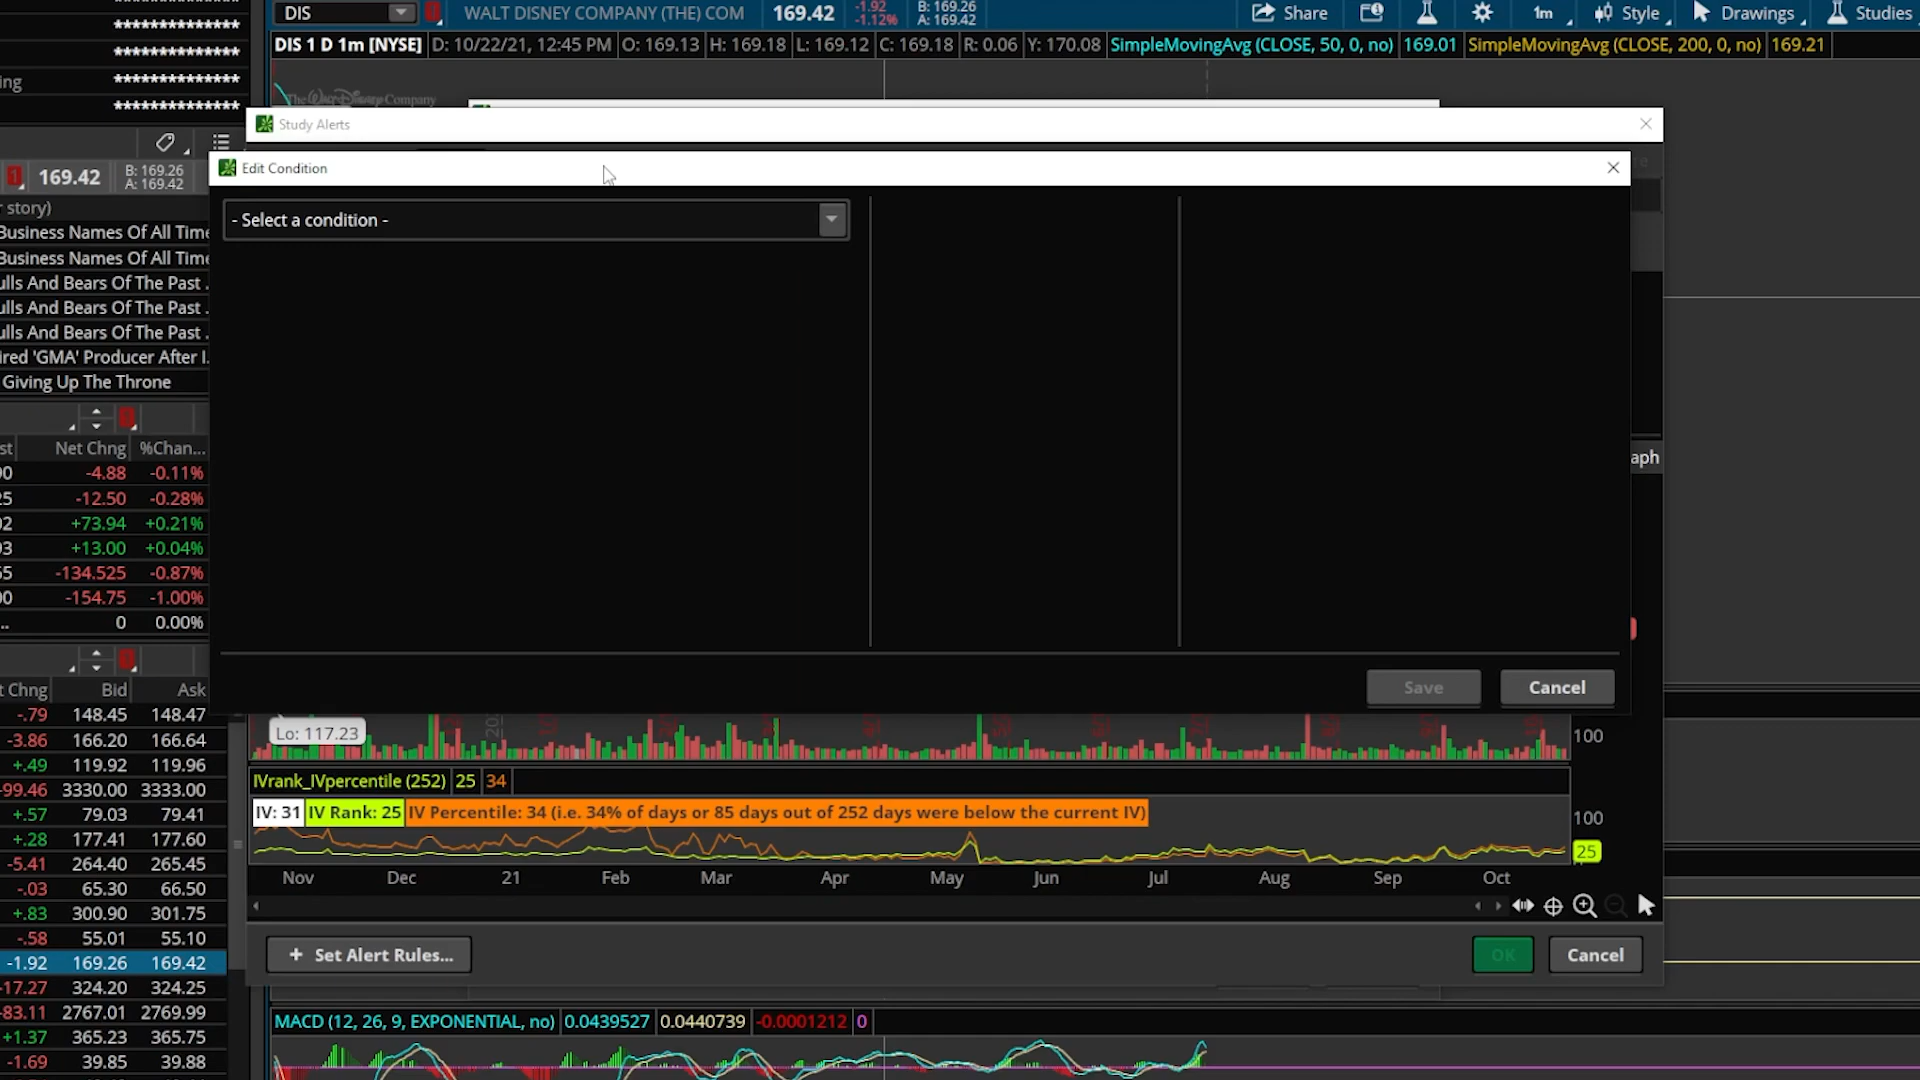 DIS
WALT DISNEY COMPANY (THE) COM
169.42
-1.92
-1.12%
B: 169.26
A: 169.42
Share
1m
Style
Drawings
Studies
DIS 1 D 1m [NYSE]
D: 10/22/21, 12:45 PM
O: 169.13
H: 169.18
L: 169.12
C: 169.18
R: 0.06
Y: 170.08
SimpleMovingAvg (CLOSE, 50, 0, no)
169.01
SimpleMovingAvg (CLOSE, 200, 0, no)
169.21
**************
**************
ing **************
**************
The Walt Disney Company
Study Alerts
Edit Condition
- Select a condition -
1
169.42
B: 169.26
A: 169.42
r story)
Business Names Of All Time
Business Names Of All Time
ulls And Bears Of The Past .
ulls And Bears Of The Past .
ulls And Bears Of The Past .
ired 'GMA' Producer After I.
Giving Up The Throne
aph
st Net Chng %Chan...
00 -4.88 -0.11%
25 -12.50 -0.28%
02 +73.94 +0.21%
03 +13.00 +0.04%
55 -134.525 -0.87%
00 -154.75 -1.00%
.. 0 0.00%
Save
Cancel
t Chng Bid Ask
-.79 148.45 148.47
-3.86 166.20 166.64
+.49 119.92 119.96
-99.46 3330.00 3333.00
+.57 79.03 79.41
+.28 177.41 177.60
-5.41 264.40 265.45
-.03 65.30 66.50
+.83 300.90 301.75
-.58 55.01 55.10
-1.92 169.26 169.42
-17.27 324.20 324.25
-83.11 2767.01 2769.99
+1.37 365.23 365.75
-1.69 39.85 39.88
Lo: 117.23
100
IVrank_IVpercentile (252) 25 34
IV: 31 IV Rank: 25 IV Percentile: 34 (i.e. 34% of days or 85 days out of 252 days were below the current IV)
100
25
Nov Dec 21 Feb Mar Apr May Jun Jul Aug Sep Oct
+ Set Alert Rules...
OK
Cancel
MACD (12, 26, 9, EXPONENTIAL, no) 0.0439527 0.0440739 -0.0001212 0